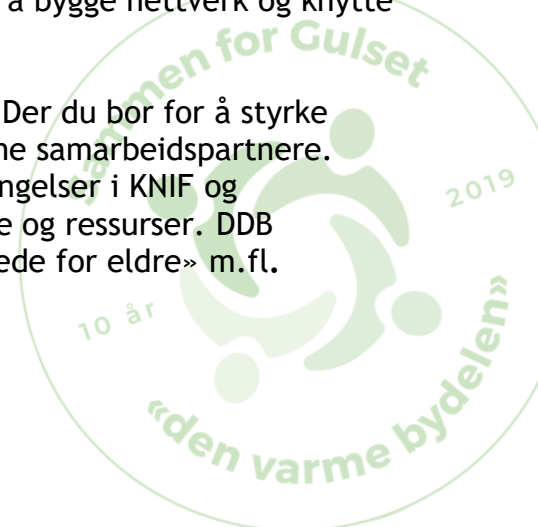 å bygge nettverk og knytte
Der du bor for å styrke
ne samarbeidspartnere.
ngelser i KNIF og
e og ressurser. DDB
ede for eldre» m.fl.
sammen for Gulset
2019
10 år
«den varme bydelen»